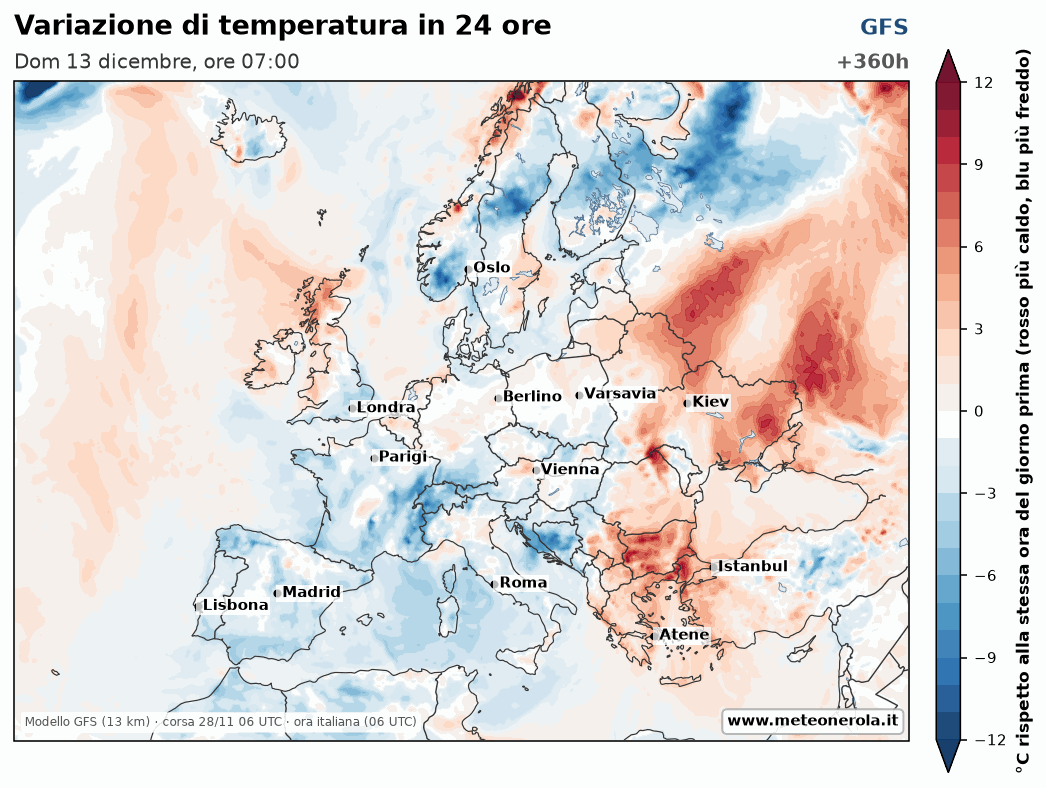 Variazione di temperatura in 24 ore
GFS
Dom 13 dicembre, ore 07:00
+360h
12
9
6
3
0
−3
−6
−9
−12
°C rispetto alla stessa ora del giorno prima (rosso più caldo, blu più freddo)
Oslo
Londra
Berlino
Varsavia
Kiev
Parigi
Vienna
Istanbul
Roma
Madrid
Lisbona
Atene
Modello GFS (13 km) · corsa 28/11 06 UTC · ora italiana (06 UTC)
www.meteonerola.it